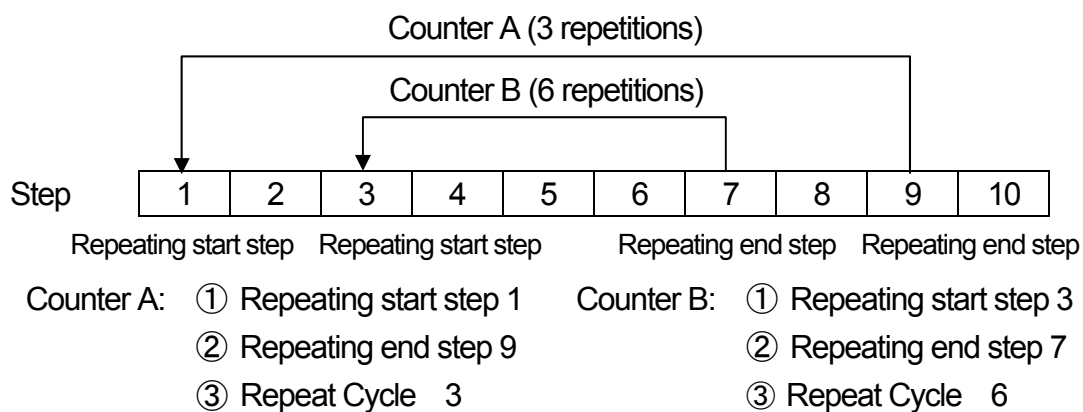 Counter A (3 repetitions)
Counter B (6 repetitions)
Step 1 2 3 4 5 6 7 8 9 10
Repeating start step Repeating start step Repeating end step Repeating end step
Counter A: ① Repeating start step 1 Counter B: ① Repeating start step 3
② Repeating end step 9 ② Repeating end step 7
③ Repeat Cycle 3 ③ Repeat Cycle 6